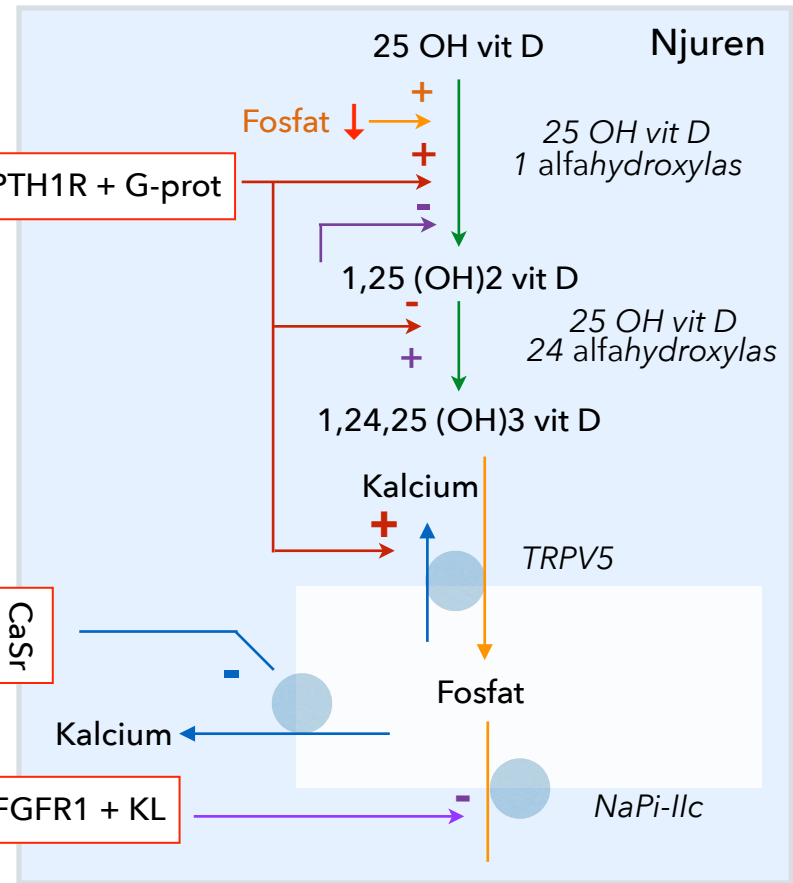 Njuren
25 OH vit D
+
Fosfat
25 OH vit D
1 alfahydroxylas
+
PTH1R + G-prot
-
1,25 (OH)2 vit D
-
25 OH vit D
24 alfahydroxylas
+
1,24,25 (OH)3 vit D
Kalcium
+
TRPV5
CaSr
-
Fosfat
Kalcium
-
NaPi-IIc
FGFR1 + KL